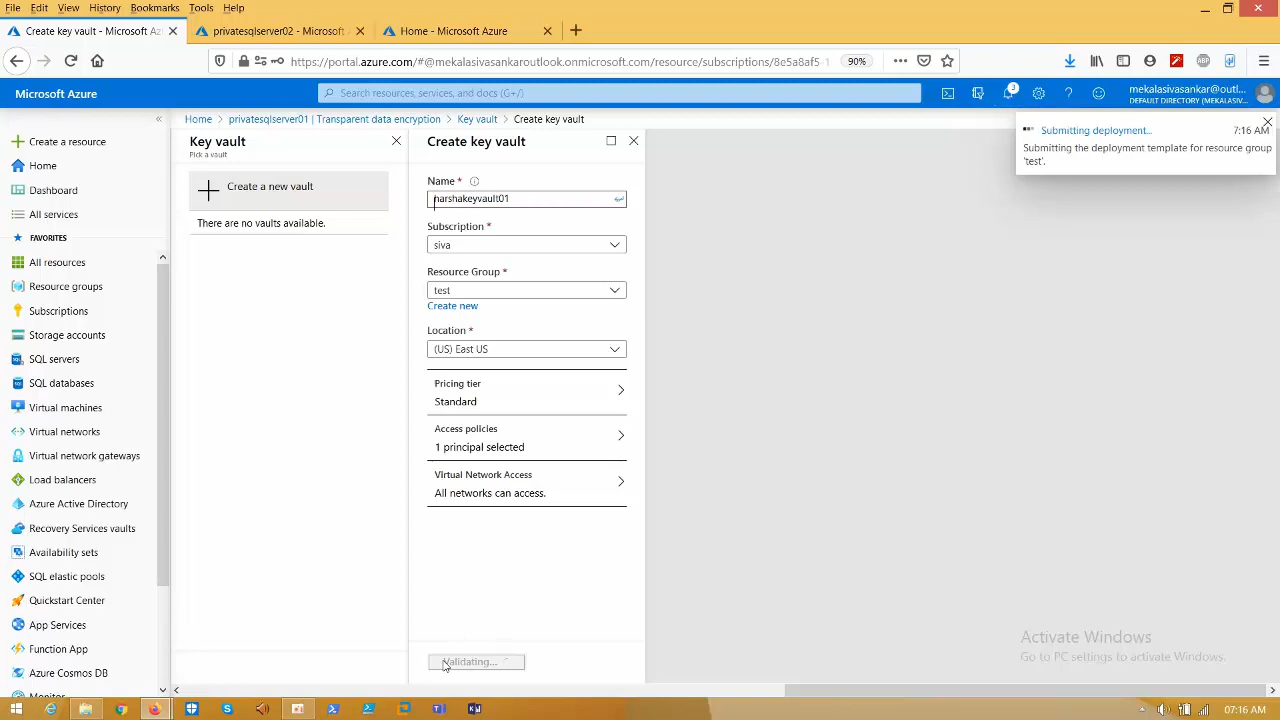 File Edit View History Bookmarks Tools Help
Create key vault - Microsoft Az
privatesqlserver02 - Microsoft
Home - Microsoft Azure
https://portal.azure.com/#@mekalasivasankaroutlookonmicrosoft.com/resource/subscriptions/8e5a8af5-1
90%
Microsoft Azure
Search resources, services, and docs (G+/)
1
mekalasivasankar@outl...
DEFAULT DIRECTORY (MEKALASIV...
Home
privatesqlserver01 | Transparent data encryption
Key vault
Create key vault
Create a resource
Home
Dashboard
All services
FAVORITES
All resources
Resource groups
Subscriptions
Storage accounts
SQL servers
SQL databases
Virtual machines
Virtual networks
Virtual network gateways
Load balancers
Azure Active Directory
Recovery Services vaults
Availability sets
SQL elastic pools
Quickstart Center
App Services
Function App
Azure Cosmos DB
Monitor
Key vault
Pick a vault
Create a new vault
There are no vaults available.
Create key vault
Name *
harshakeyvault01
Subscription *
siva
Resource Group *
test
Create new
Location *
(US) East US
Pricing tier
Standard
Access policies
1 principal selected
Virtual Network Access
All networks can access.
Validating...
Submitting deployment...
7:16 AM
Submitting the deployment template for resource group
'test'.
Activate Windows
Go to PC settings to activate Windows.
07:16 AM